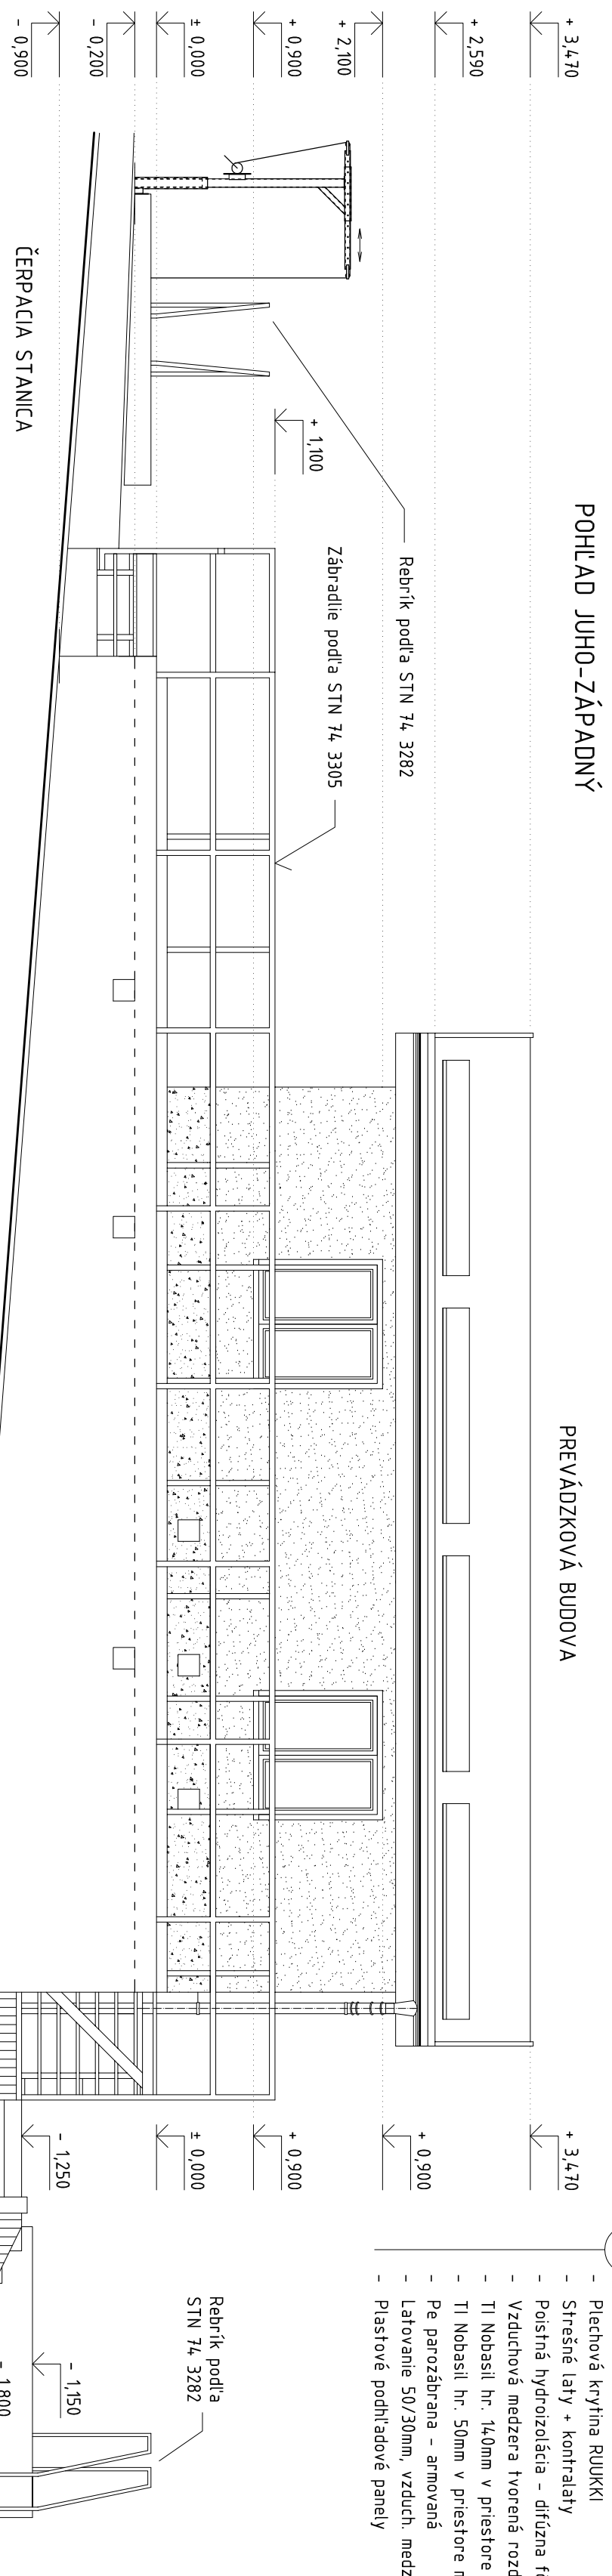 POHĽAD JUHO-ZÁPADNÝ
PREVÁDZKOVÁ BUDOVA
+ 3,470
+ 2,590
+ 2,100
+ 0,900
± 0,000
- 0,200
- 0,900
+ 1,100
Rebrík podľa STN 74 3282
Zábradlie podľa STN 74 3305
ČERPACIA STANICA
+ 3,470
+ 0,900
+ 0,900
± 0,000
- 1,250
- Plechová krytina RUUKKI
- Strešné laty + kontralaty
- Poistná hydroizolácia - difúzna
- Vzduchová medzera tvorená
- TI Nobasil hr. 140mm v priestore
- TI Nobasil hr. 50mm v priestore
- Pe parozábrana - armovaná
- Latovanie 50/30mm, vzduch.
- Plastové podhľadové panely
Rebrík podľa
STN 74 3282
- 1,150
- 1,800